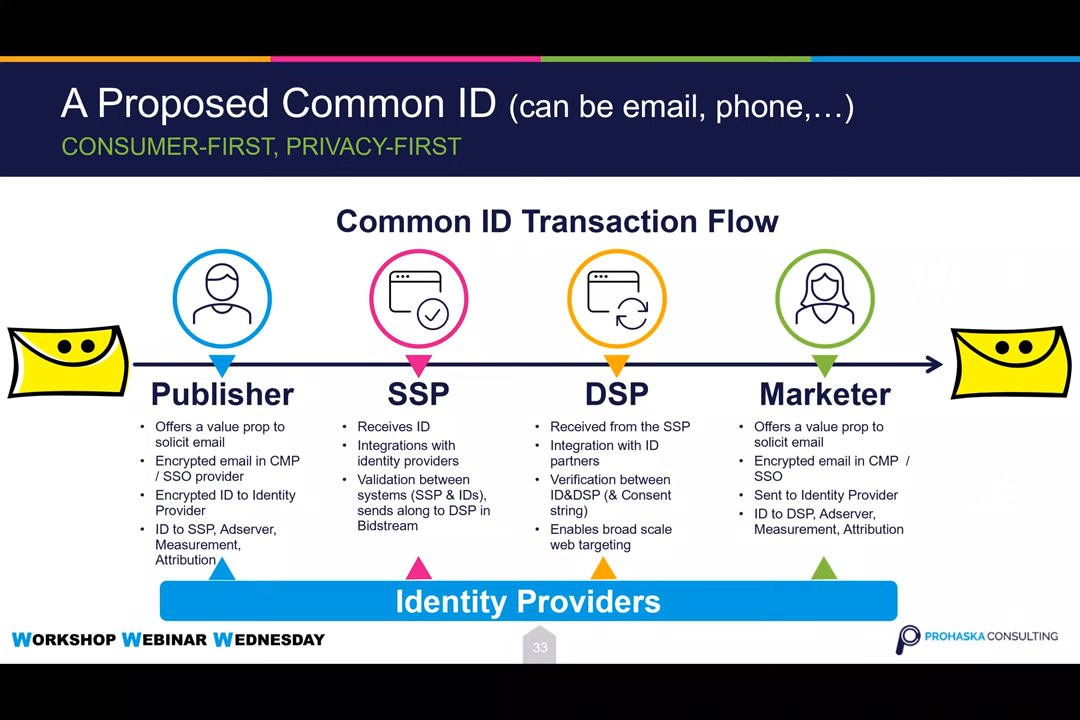 A Proposed Common ID (can be email, phone,…)
CONSUMER-FIRST, PRIVACY-FIRST
Common ID Transaction Flow
Publisher
• Offers a value prop to
solicit email
• Encrypted email in CMP
/ SSO provider
• Encrypted ID to Identity
Provider
• ID to SSP, Adserver,
Measurement,
Attribution
SSP
• Receives ID
• Integrations with
identity providers
• Validation between
systems (SSP & IDs),
sends along to DSP in
Bidstream
DSP
• Received from the SSP
• Integration with ID
partners
• Verification between
ID&DSP (& Consent
string)
• Enables broad scale
web targeting
Marketer
• Offers a value prop to
solicit email
• Encrypted email in CMP /
SSO
• Sent to Identity Provider
• ID to DSP, Adserver,
Measurement, Attribution
Identity Providers
WORKSHOP WEBINAR WEDNESDAY
33
PROHASKA CONSULTING